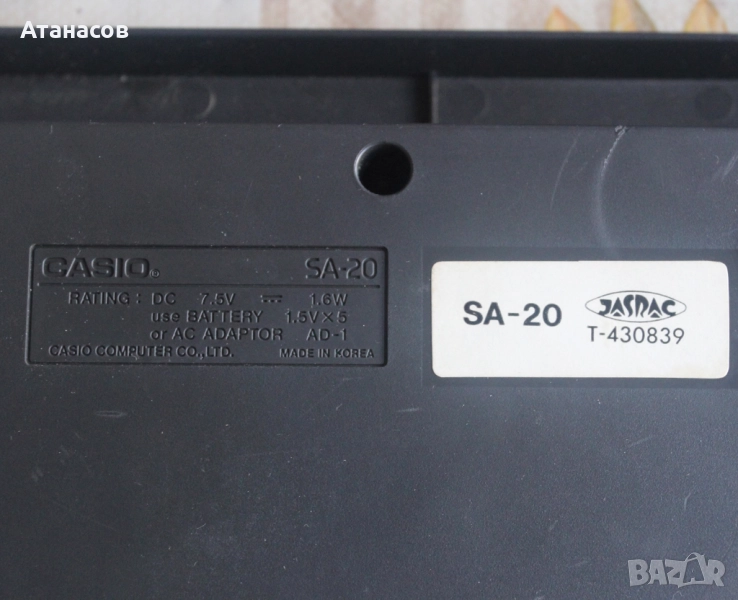 Атанасов
CASIO® SA-20
RATING : DC 7.5V ⎓ 1.6W
use BATTERY 1.5V×5
or AC ADAPTOR AD-1
CASIO COMPUTER CO.,LTD. MADE IN KOREA
SA-20 JASRAC
T-430839
BAZAR